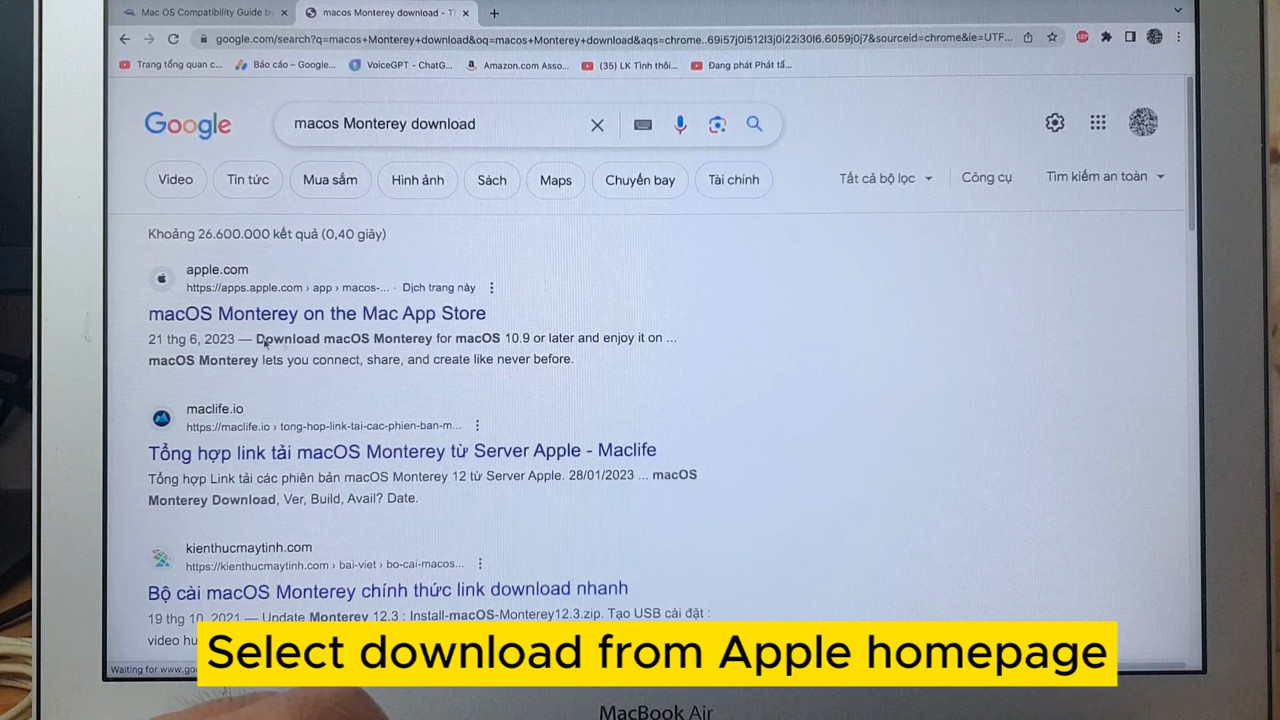 Mac OS Compatibility Guide by
macos Monterey download - Ti
google.com/search?q=macos+Monterey+download&oq=macos+Monterey+download&aqs=chrome..69i57j0i512l3j0i22i30l6.6059j0j7&sourceid=chrome&ie=UTF...
Trang tổng quan c...
Báo cáo – Google...
VoiceGPT - ChatG...
Amazon.com Asso...
(35) LK Tình thôi...
Đang phát Phát tấ...
Google
macos Monterey download
Video
Tin tức
Mua sắm
Hình ảnh
Sách
Maps
Chuyến bay
Tài chính
Tất cả bộ lọc
Công cụ
Tìm kiếm an toàn
Khoảng 26.600.000 kết quả (0,40 giây)
apple.com
https://apps.apple.com › app › macos-... · Dịch trang này
macOS Monterey on the Mac App Store
21 thg 6, 2023 — Download macOS Monterey for macOS 10.9 or later and enjoy it on ...
macOS Monterey lets you connect, share, and create like never before.
maclife.io
https://maclife.io › tong-hop-link-tai-cac-phien-ban-m...
Tổng hợp link tải macOS Monterey từ Server Apple - Maclife
Tổng hợp Link tải các phiên bản macOS Monterey 12 từ Server Apple. 28/01/2023 ... macOS
Monterey Download, Ver, Build, Avail? Date.
kienthucmaytinh.com
https://kienthucmaytinh.com › bai-viet › bo-cai-macos...
Bộ cài macOS Monterey chính thức link download nhanh
19 thg 10, 2021 — Update Monterey 12.3 : Install-macOS-Monterey12.3.zip. Tạo USB cài đặt :
video
Waiting for www.go
Select download from Apple homepage
MacBook Air